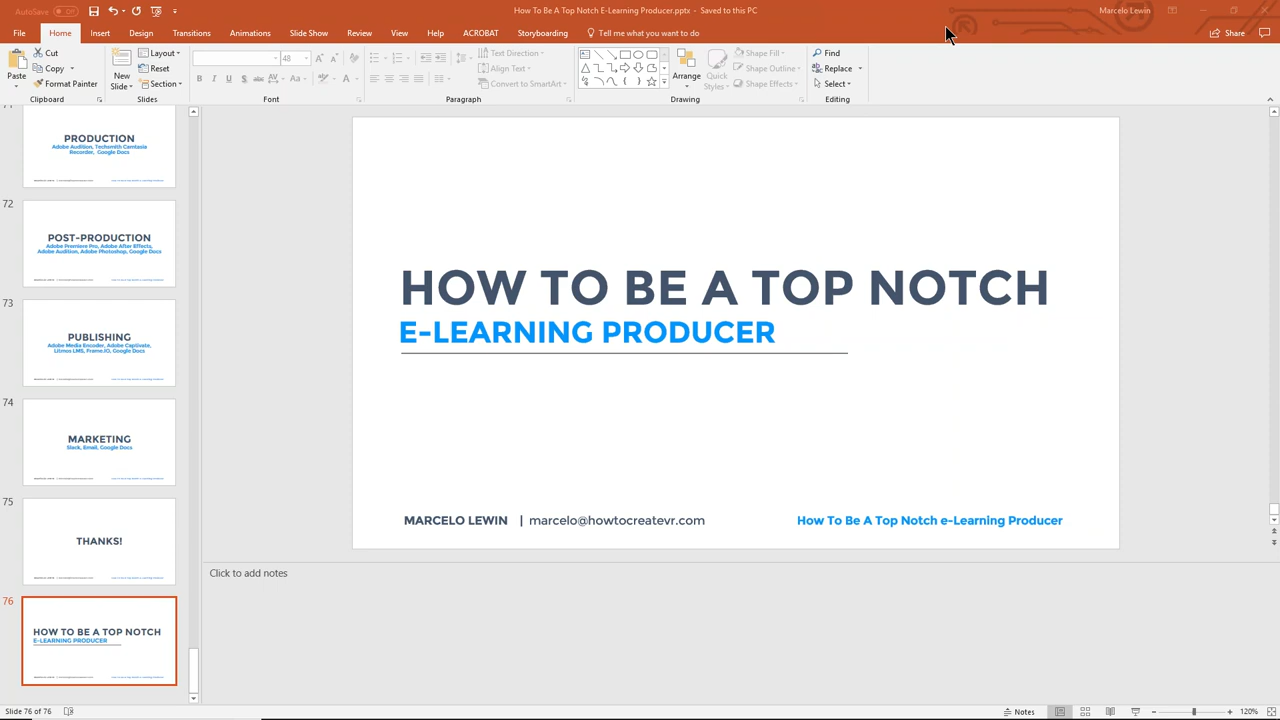 AutoSave Off
How To Be A Top Notch E-Learning Producer.pptx - Saved to this PC
Marcelo Lewin
File Home Insert Design Transitions Animations Slide Show Review View Help ACROBAT Storyboarding Tell me what you want to do Share
Paste
Cut
Copy
Format Painter
Clipboard
New
Slide
Layout
Reset
Section
Slides
48
Font
Text Direction
Align Text
Convert to SmartArt
Paragraph
Arrange
Quick
Styles
Shape Fill
Shape Outline
Shape Effects
Drawing
Find
Replace
Select
Editing
PRODUCTION
Adobe Audition, Techsmith Camtasia
Recorder, Google Docs
72
POST-PRODUCTION
Adobe Premiere Pro, Adobe After Effects,
Adobe Audition, Adobe Photoshop, Google Docs
73
PUBLISHING
Adobe Media Encoder, Adobe Captivate,
Litmos LMS, Frame.IO, Google Docs
74
MARKETING
Slack, Email, Google Docs
75
THANKS!
76
HOW TO BE A TOP NOTCH
E-LEARNING PRODUCER
HOW TO BE A TOP NOTCH
E-LEARNING PRODUCER
MARCELO LEWIN | marcelo@howtocreatevr.com
How To Be A Top Notch e-Learning Producer
Click to add notes
Slide 76 of 76
Notes
120%